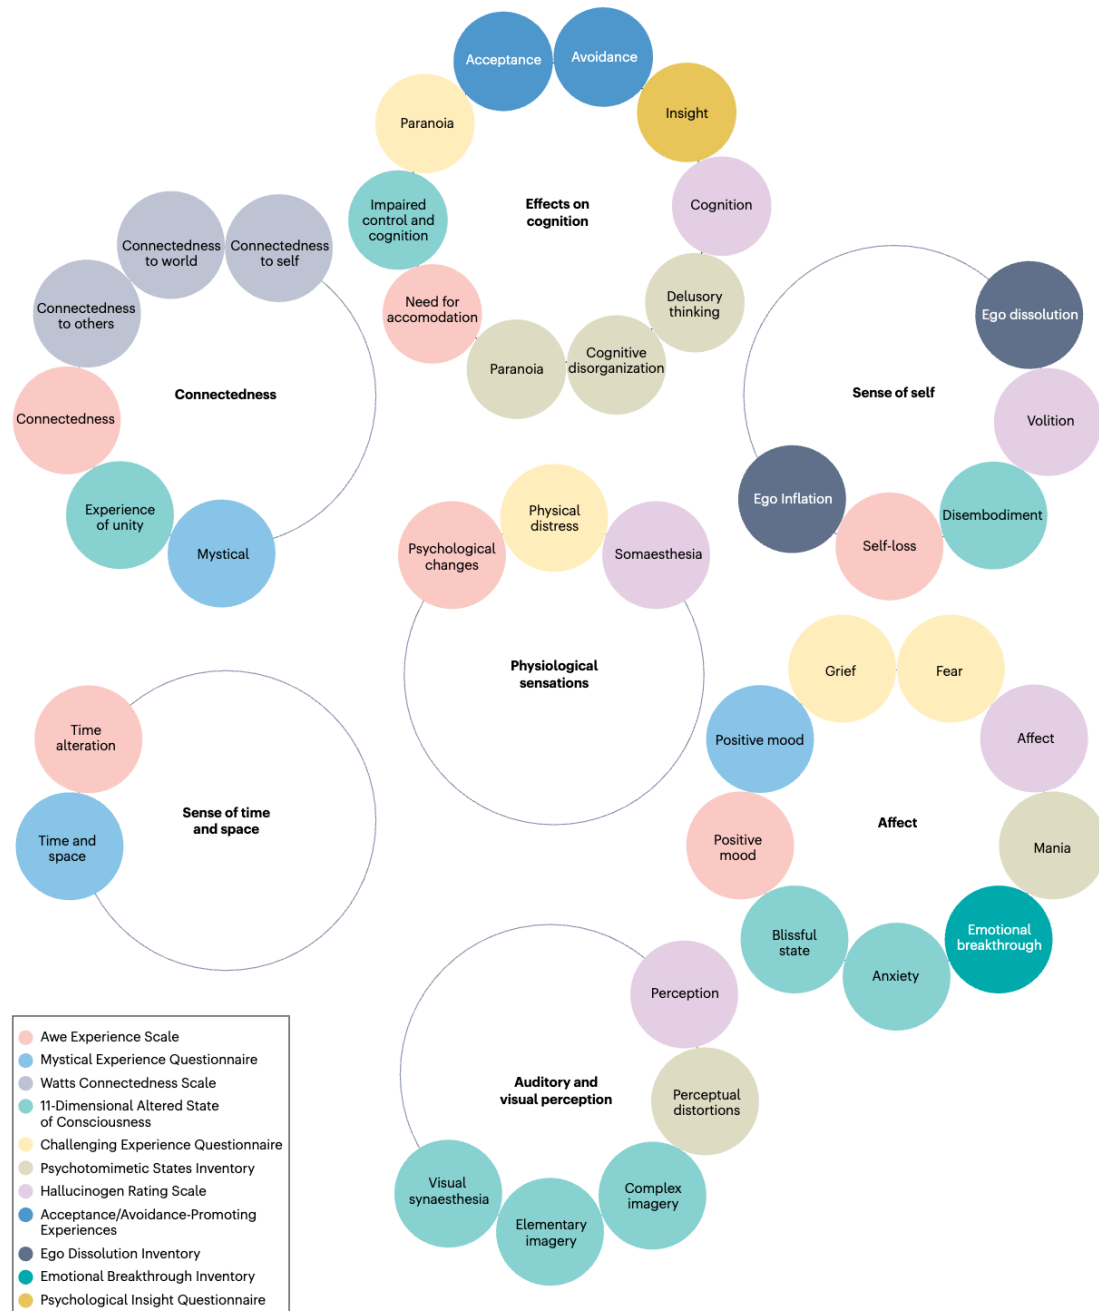 Acceptance
Avoidance
Paranoia
Insight
Impaired
control and
cognition
Cognition
Effects on
cognition
Need for
accomodation
Delusory
thinking
Paranoia
Cognitive
disorganization
Connectedness
to world
Connectedness
to self
Connectedness
to others
Connectedness
Connectedness
Experience
of unity
Mystical
Ego dissolution
Sense of self
Volition
Ego Inflation
Disembodiment
Self-loss
Psychological
changes
Physical
distress
Somaesthesia
Physiological
sensations
Time
alteration
Time and
space
Sense of time
and space
Grief
Fear
Positive mood
Affect
Affect
Positive
mood
Mania
Blissful
state
Anxiety
Emotional
breakthrough
Perception
Auditory and
visual perception
Perceptual
distortions
Visual
synaesthesia
Elementary
imagery
Complex
imagery
Awe Experience Scale
Mystical Experience Questionnaire
Watts Connectedness Scale
11-Dimensional Altered State
of Consciousness
Challenging Experience Questionnaire
Psychotomimetic States Inventory
Hallucinogen Rating Scale
Acceptance/Avoidance-Promoting
Experiences
Ego Dissolution Inventory
Emotional Breakthrough Inventory
Psychological Insight Questionnaire